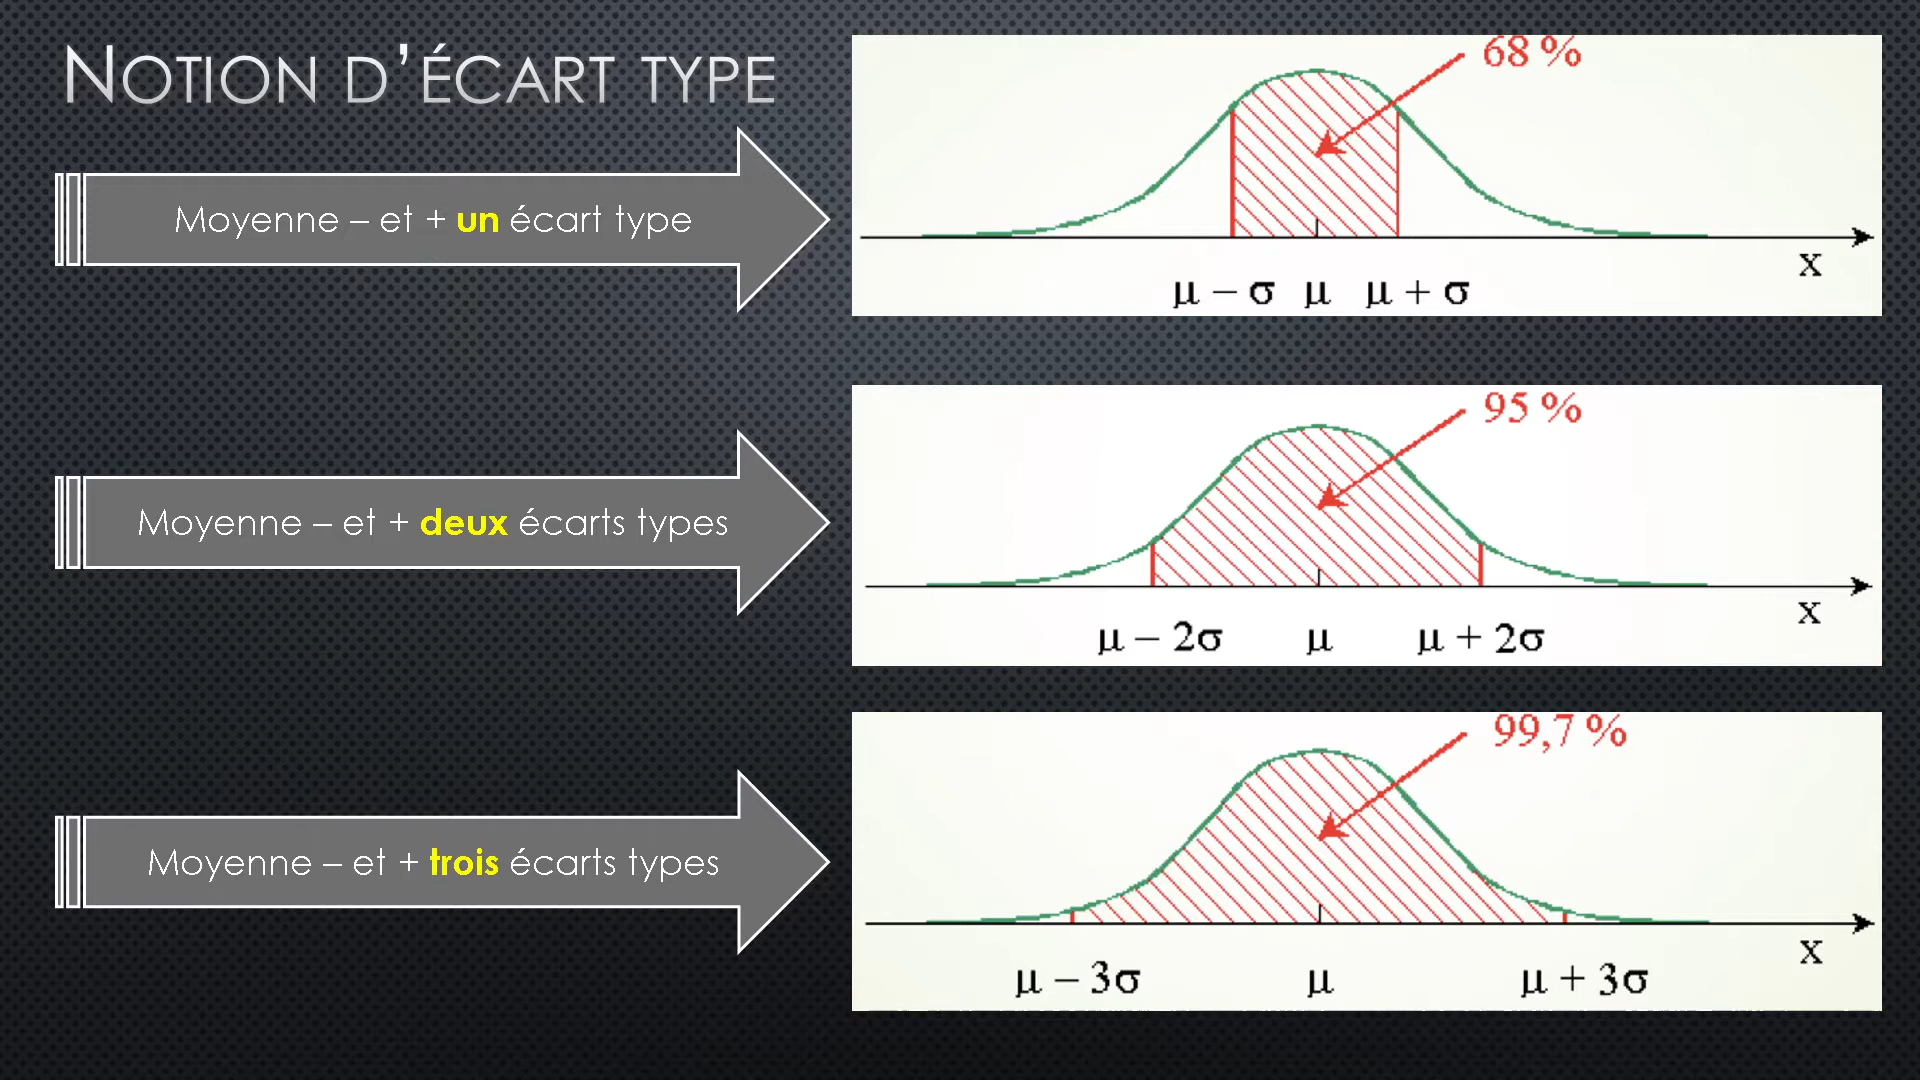 NOTION D’ÉCART TYPE
Moyenne – et + un écart type
68 %
x
μ – σ μ μ + σ
Moyenne – et + deux écarts types
95 %
x
μ – 2σ μ μ + 2σ
Moyenne – et + trois écarts types
99,7 %
x
μ – 3σ μ μ + 3σ